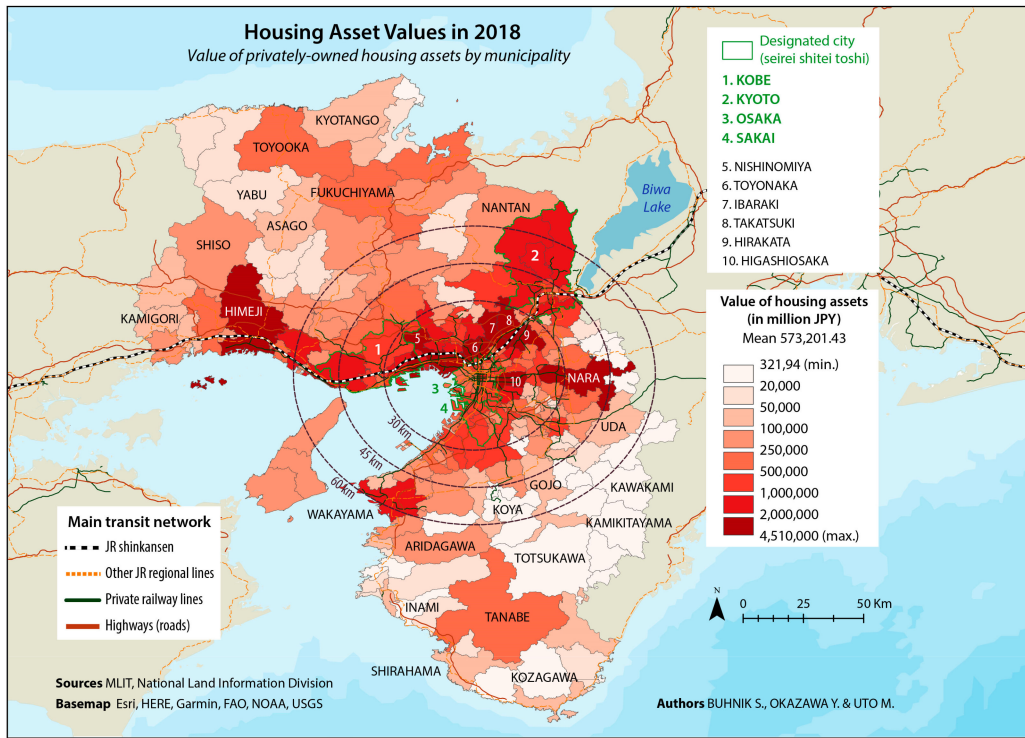 Housing Asset Values in 2018
Value of privately-owned housing assets by municipality
Designated city
(seirei shitei toshi)
1. KOBE
2. KYOTO
3. OSAKA
4. SAKAI
5. NISHINOMIYA
6. TOYONAKA
7. IBARAKI
8. TAKATSUKI
9. HIRAKATA
10. HIGASHIOSAKA
Value of housing assets
(in million JPY)
Mean 573,201.43
321,94 (min.)
20,000
50,000
100,000
250,000
500,000
1,000,000
2,000,000
4,510,000 (max.)
KYOTANGO
TOYOOKA
YABU
FUKUCHIYAMA
NANTAN
Biwa
Lake
ASAGO
SHISO
2
KAMIGORI
HIMEJI
1
5
6
7
8
9
3
4
10
NARA
UDA
30 km
45 km
60 km
WAKAYAMA
GOJO
KOYA
KAWAKAMI
KAMIKITAYAMA
ARIDAGAWA
TOTSUKAWA
INAMI
TANABE
SHIRAHAMA
KOZAGAWA
Main transit network
JR shinkansen
Other JR regional lines
Private railway lines
Highways (roads)
N
0 25 50 Km
Sources MLIT, National Land Information Division
Basemap Esri, HERE, Garmin, FAO, NOAA, USGS
Authors BUHNIK S., OKAZAWA Y. & UTO M.